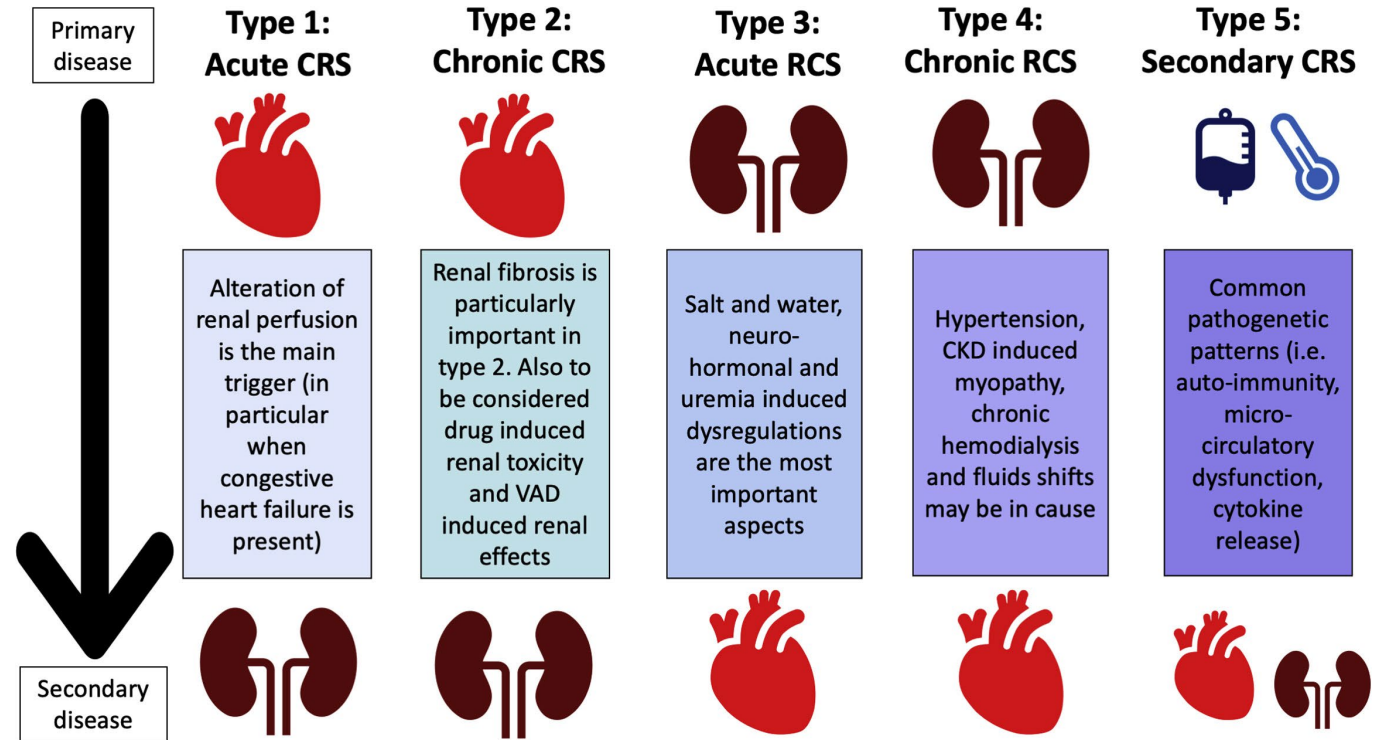 Primary
disease
Type 1:
Acute CRS
Type 2:
Chronic CRS
Type 3:
Acute RCS
Type 4:
Chronic RCS
Type 5:
Secondary CRS
Alteration of
renal perfusion
is the main
trigger (in
particular
when
congestive
heart failure is
present)
Renal fibrosis is
particularly
important in
type 2. Also to
be considered
drug induced
renal toxicity
and VAD
induced renal
effects
Salt and water,
neuro-
hormonal and
uremia induced
dysregulations
are the most
important
aspects
Hypertension,
CKD induced
myopathy,
chronic
hemodialysis
and fluids shifts
may be in cause
Common
pathogenetic
patterns (i.e.
auto-immunity,
micro-
circulatory
dysfunction,
cytokine
release)
Secondary
disease